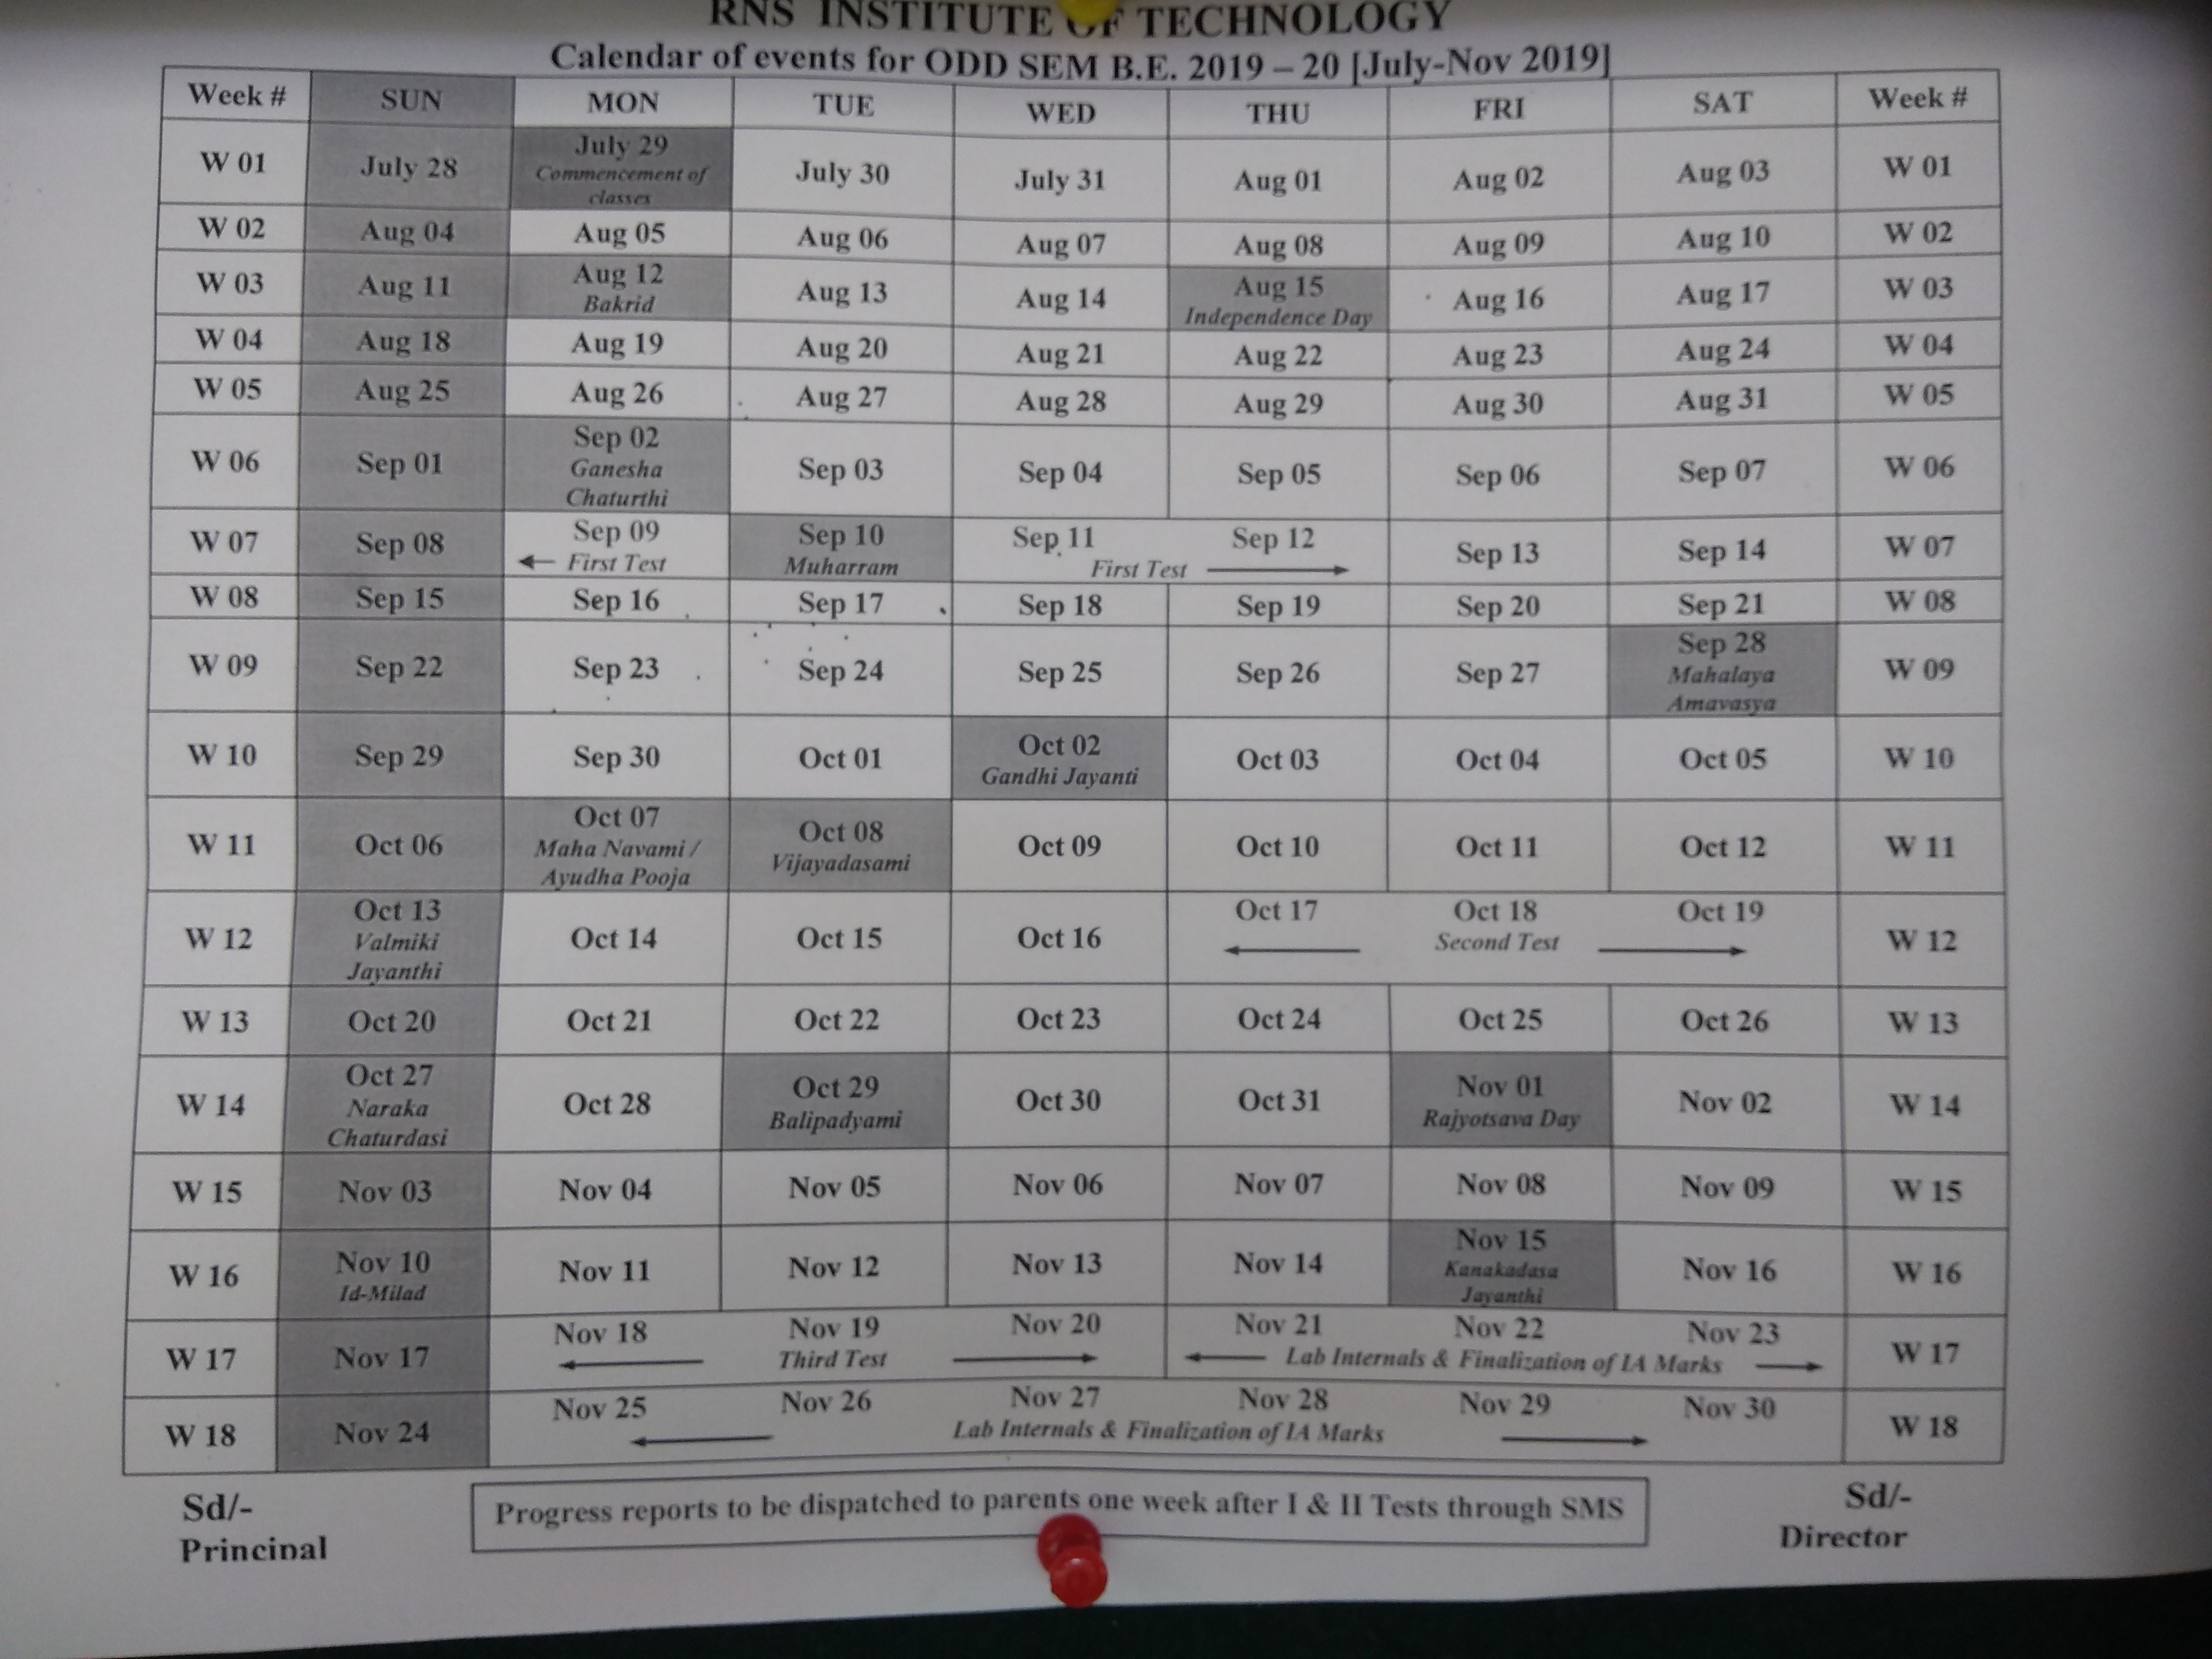 RNS INSTITUTE OF TECHNOLOGY
Calendar of events for ODD SEM B.E. 2019 – 20 [July-Nov 2019]
Week # SUN MON TUE WED THU FRI SAT Week #
W 01 July 28 July 29 July 30 July 31 Aug 01 Aug 02 Aug 03 W 01
Commencement of
classes
W 02 Aug 04 Aug 05 Aug 06 Aug 07 Aug 08 Aug 09 Aug 10 W 02
W 03 Aug 11 Aug 12 Aug 13 Aug 14 Aug 15 Aug 16 Aug 17 W 03
Bakrid Independence Day
W 04 Aug 18 Aug 19 Aug 20 Aug 21 Aug 22 Aug 23 Aug 24 W 04
W 05 Aug 25 Aug 26 Aug 27 Aug 28 Aug 29 Aug 30 Aug 31 W 05
W 06 Sep 01 Sep 02 Sep 03 Sep 04 Sep 05 Sep 06 Sep 07 W 06
Ganesha
Chaturthi
W 07 Sep 08 Sep 09 Sep 10 Sep 11 Sep 12 Sep 13 Sep 14 W 07
← First Test Muharram First Test →
W 08 Sep 15 Sep 16 Sep 17 Sep 18 Sep 19 Sep 20 Sep 21 W 08
W 09 Sep 22 Sep 23 Sep 24 Sep 25 Sep 26 Sep 27 Sep 28 W 09
Mahalaya
Amavasya
W 10 Sep 29 Sep 30 Oct 01 Oct 02 Oct 03 Oct 04 Oct 05 W 10
Gandhi Jayanti
W 11 Oct 06 Oct 07 Oct 08 Oct 09 Oct 10 Oct 11 Oct 12 W 11
Maha Navami / Vijayadasami
Ayudha Pooja
W 12 Oct 13 Oct 14 Oct 15 Oct 16 Oct 17 Oct 18 Oct 19 W 12
Valmiki ← Second Test →
Jayanthi
W 13 Oct 20 Oct 21 Oct 22 Oct 23 Oct 24 Oct 25 Oct 26 W 13
W 14 Oct 27 Oct 28 Oct 29 Oct 30 Oct 31 Nov 01 Nov 02 W 14
Naraka Balipadyami Rajyotsava Day
Chaturdasi
W 15 Nov 03 Nov 04 Nov 05 Nov 06 Nov 07 Nov 08 Nov 09 W 15
W 16 Nov 10 Nov 11 Nov 12 Nov 13 Nov 14 Nov 15 Nov 16 W 16
Id-Milad Kanakadasa
Jayanthi
W 17 Nov 17 Nov 18 Nov 19 Nov 20 Nov 21 Nov 22 Nov 23 W 17
← Third Test → ← Lab Internals & Finalization of IA Marks →
W 18 Nov 24 Nov 25 Nov 26 Nov 27 Nov 28 Nov 29 Nov 30 W 18
← Lab Internals & Finalization of IA Marks →
Progress reports to be dispatched to parents one week after I & II Tests through SMS
Sd/- Sd/-
Principal Director